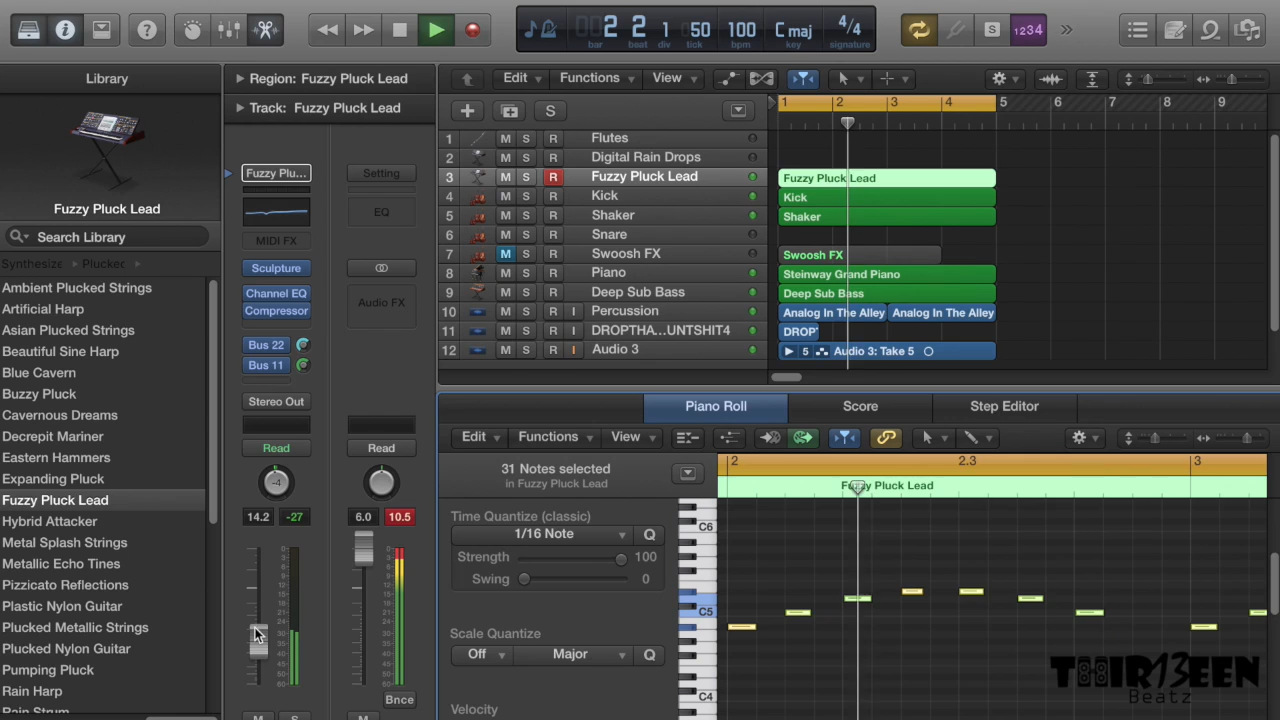 2 2 1 50 100 C maj 4/4
bar beat div tick bpm key signature
S 1234
Library
Region: Fuzzy Pluck Lead
Track: Fuzzy Pluck Lead
Edit Functions View
S
1 2 3 4 5 6 7 8 9
Fuzzy Pluck Lead
Search Library
Synthesize Plucked
Ambient Plucked Strings
Artificial Harp
Asian Plucked Strings
Beautiful Sine Harp
Blue Cavern
Buzzy Pluck
Cavernous Dreams
Decrepit Mariner
Eastern Hammers
Expanding Pluck
Fuzzy Pluck Lead
Hybrid Attacker
Metal Splash Strings
Metallic Echo Tines
Pizzicato Reflections
Plastic Nylon Guitar
Plucked Metallic Strings
Plucked Nylon Guitar
Pumping Pluck
Rain Harp
Rain Strum
Fuzzy Plu...
MIDI FX
Sculpture
Channel EQ
Compressor
Bus 22
Bus 11
Stereo Out
Read
-4
14.2 -27
Setting
EQ
Audio FX
Read
6.0 10.5
Bnce
M S
M
1 M S R Flutes
2 M S R Digital Rain Drops
3 M S R Fuzzy Pluck Lead
4 M S R Kick
5 M S R Shaker
6 M S R Snare
7 M S R Swoosh FX
8 M S R Piano
9 M S R Deep Sub Bass
10 M S R I Percussion
11 M S R I DROPTHA...UNTSHIT4
12 M S R I Audio 3
Fuzzy Pluck Lead
Kick
Shaker
Swoosh FX
Steinway Grand Piano
Deep Sub Bass
Analog In The Alley Analog In The Alley
DROP
5 Audio 3: Take 5
Piano Roll Score Step Editor
Edit Functions View
31 Notes selected
in Fuzzy Pluck Lead
2 2.3 3
Fuzzy Pluck Lead
Time Quantize (classic)
1/16 Note Q
Strength 100
Swing 0
Scale Quantize
Off Major Q
Velocity
C6
C5
C4
THIR13EEN
Beatz